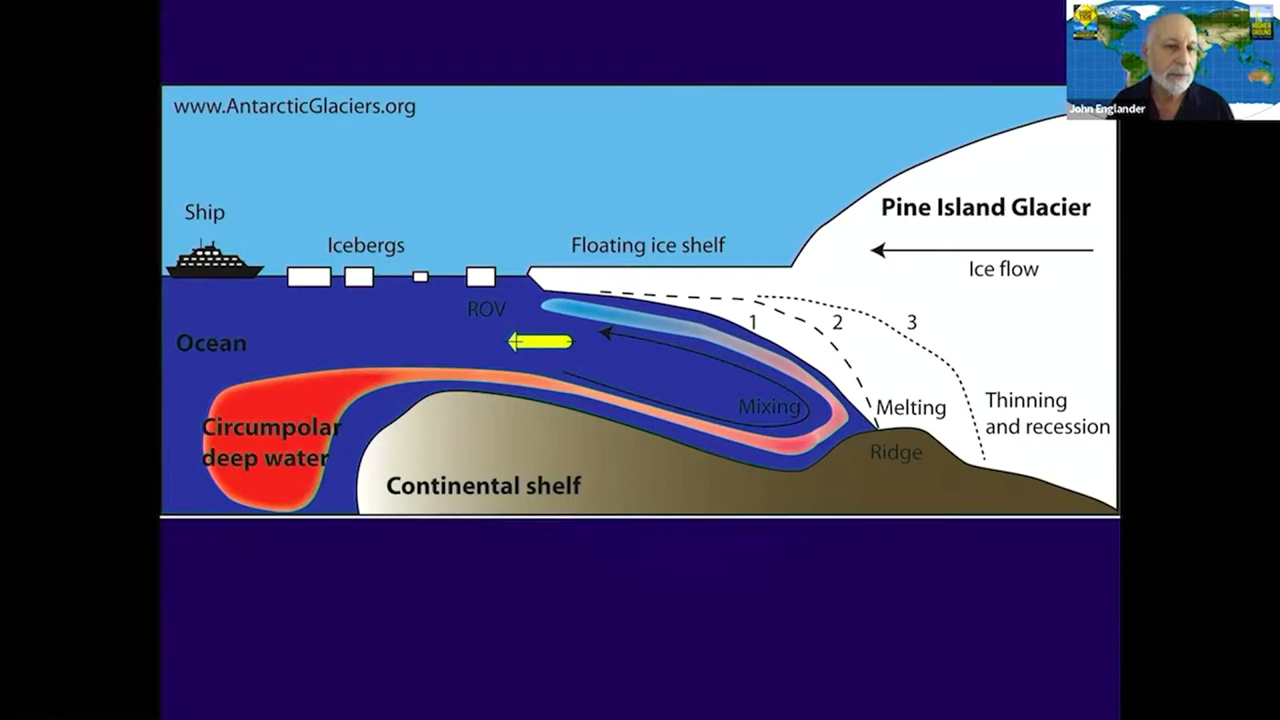 www.AntarcticGlaciers.org
John Englander
Pine Island Glacier
Ship
Icebergs
Floating ice shelf
Ice flow
ROV
1
2
3
Ocean
Mixing
Melting
Thinning
and recession
Circumpolar
deep water
Ridge
Continental shelf